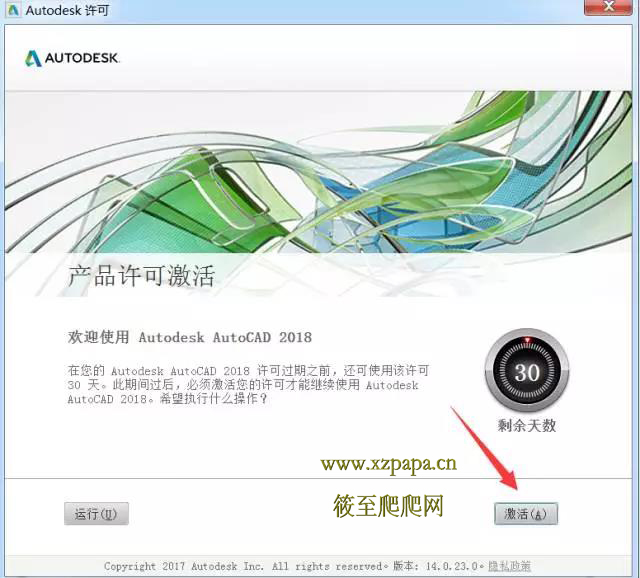 Autodesk 许可
AUTODESK.
产品许可激活
欢迎使用 Autodesk AutoCAD 2018
在您的 Autodesk AutoCAD 2018 许可过期之前，还可使用该许可
30 天。此期间过后，必须激活您的许可才能继续使用 Autodesk
AutoCAD 2018。希望执行什么操作？
30
剩余天数
www.xzpapa.cn
筱至爬爬网
运行(U)
激活(A)
Copyright 2017 Autodesk Inc. All rights reserved。版本: 14.0.23.0。隐私政策